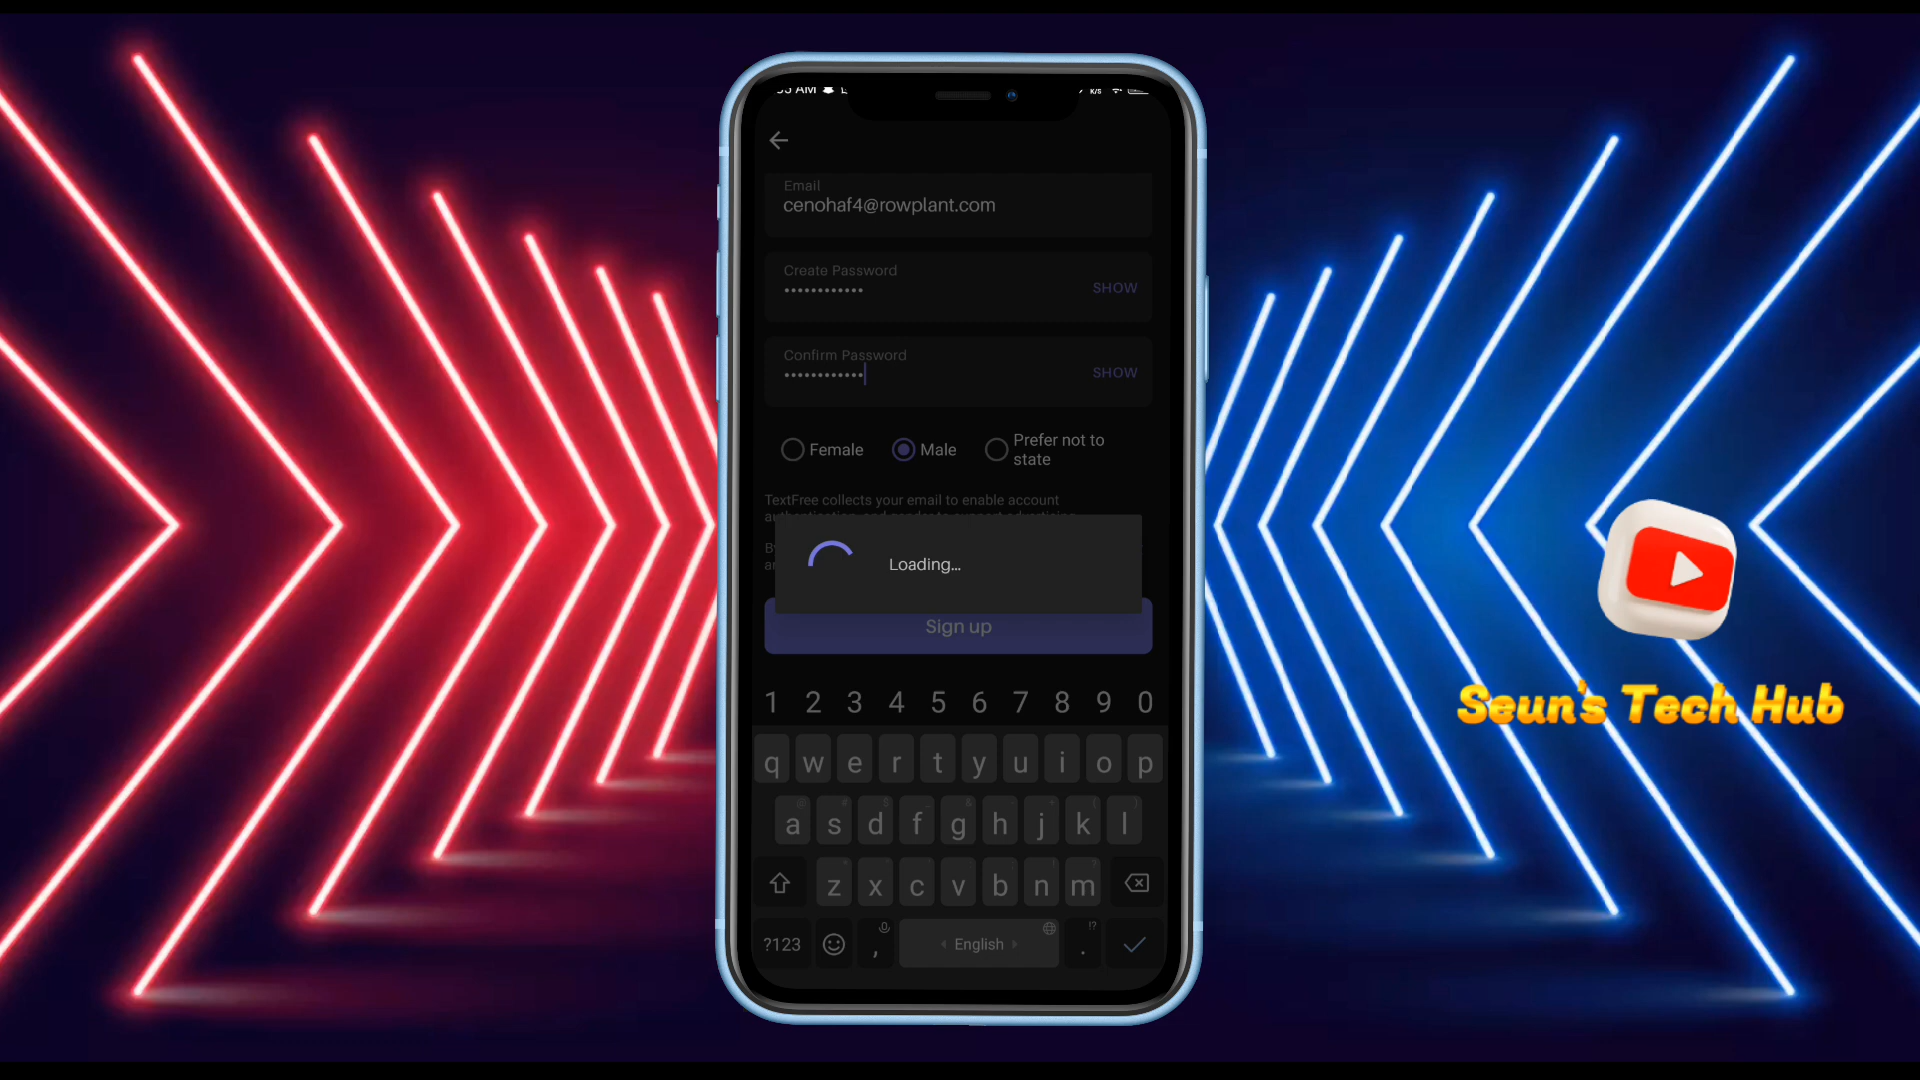 AM
K/S
Email
cenohaf4@rowplant.com
Create Password
SHOW
Confirm Password
SHOW
Female
Male
Prefer not to
state
TextFree collects your email to enable account
Loading...
Sign up
1 2 3 4 5 6 7 8 9 0
q w e r t y u i o p
a s d f g h j k l
z x c v b n m
?123 , English . !?
Seun's Tech Hub